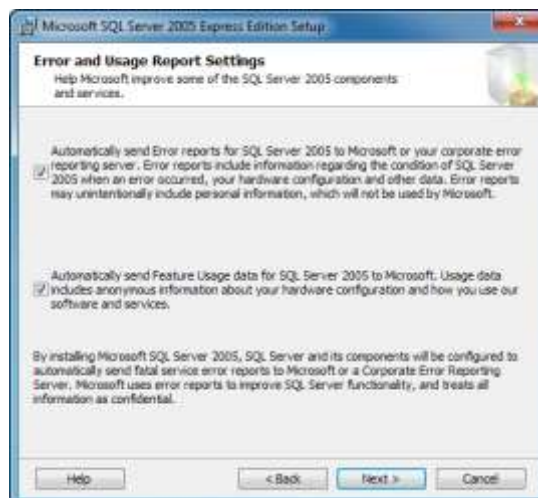 Microsoft SQL Server 2005 Express Edition Setup
Error and Usage Report Settings
Help Microsoft improve some of the SQL Server 2005 components
and services.
Automatically send Error reports for SQL Server 2005 to Microsoft or your corporate error
reporting server. Error reports include information regarding the condition of SQL Server
2005 when an error occurred, your hardware configuration and other data. Error reports
may unintentionally include personal information, which will not be used by Microsoft.
Automatically send Feature Usage data for SQL Server 2005 to Microsoft. Usage data
includes anonymous information about your hardware configuration and how you use our
software and services.
By installing Microsoft SQL Server 2005, SQL Server and its components will be configured to
automatically send fatal service error reports to Microsoft or a Corporate Error Reporting
Server. Microsoft uses error reports to improve SQL Server functionality, and treats all
information as confidential.
Help
< Back
Next >
Cancel